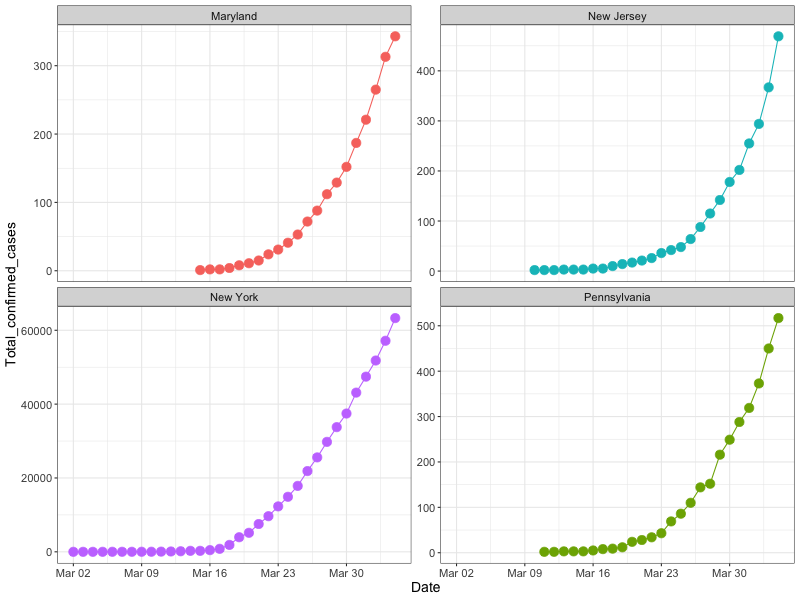 Maryland
New Jersey
300
200
100
0
400
300
200
100
0
New York
Pennsylvania
60000
40000
20000
0
500
400
300
200
100
0
Mar 02
Mar 09
Mar 16
Mar 23
Mar 30
Mar 02
Mar 09
Mar 16
Mar 23
Mar 30
Date
Total_confirmed_cases